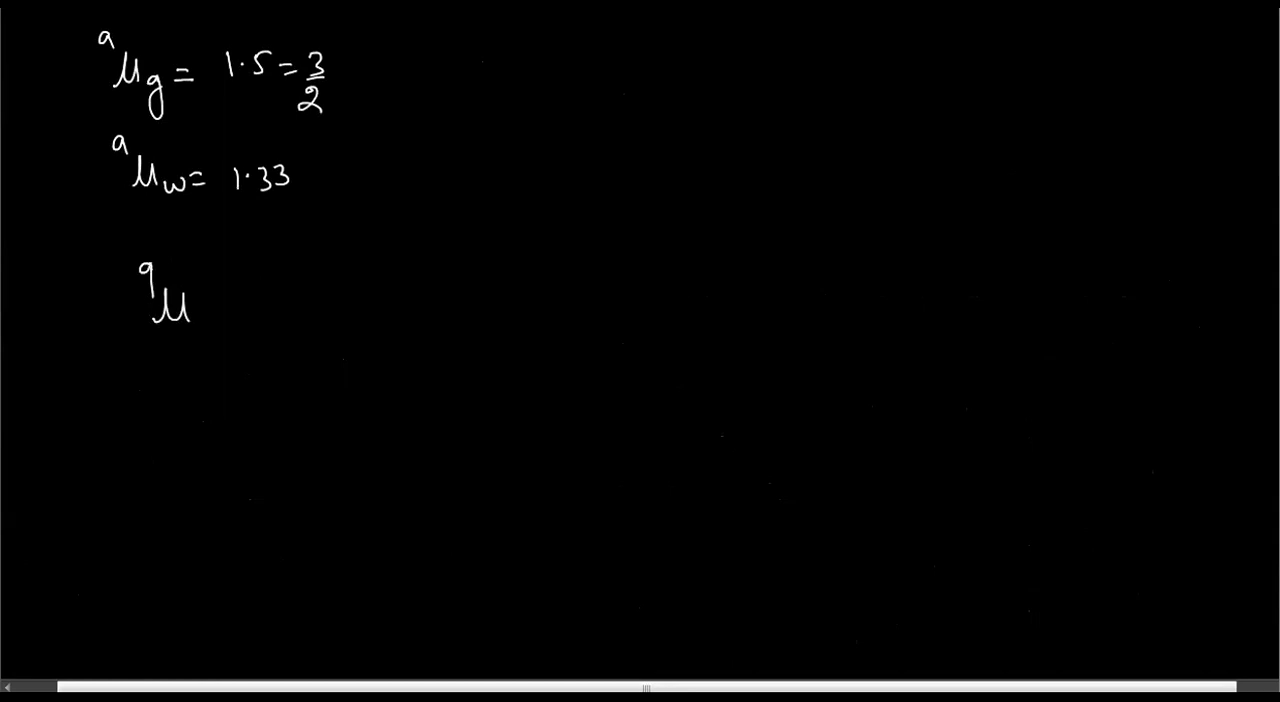 ᵃμg = 1.5 = 3/2
ᵃμw = 1.33
ᵍμ